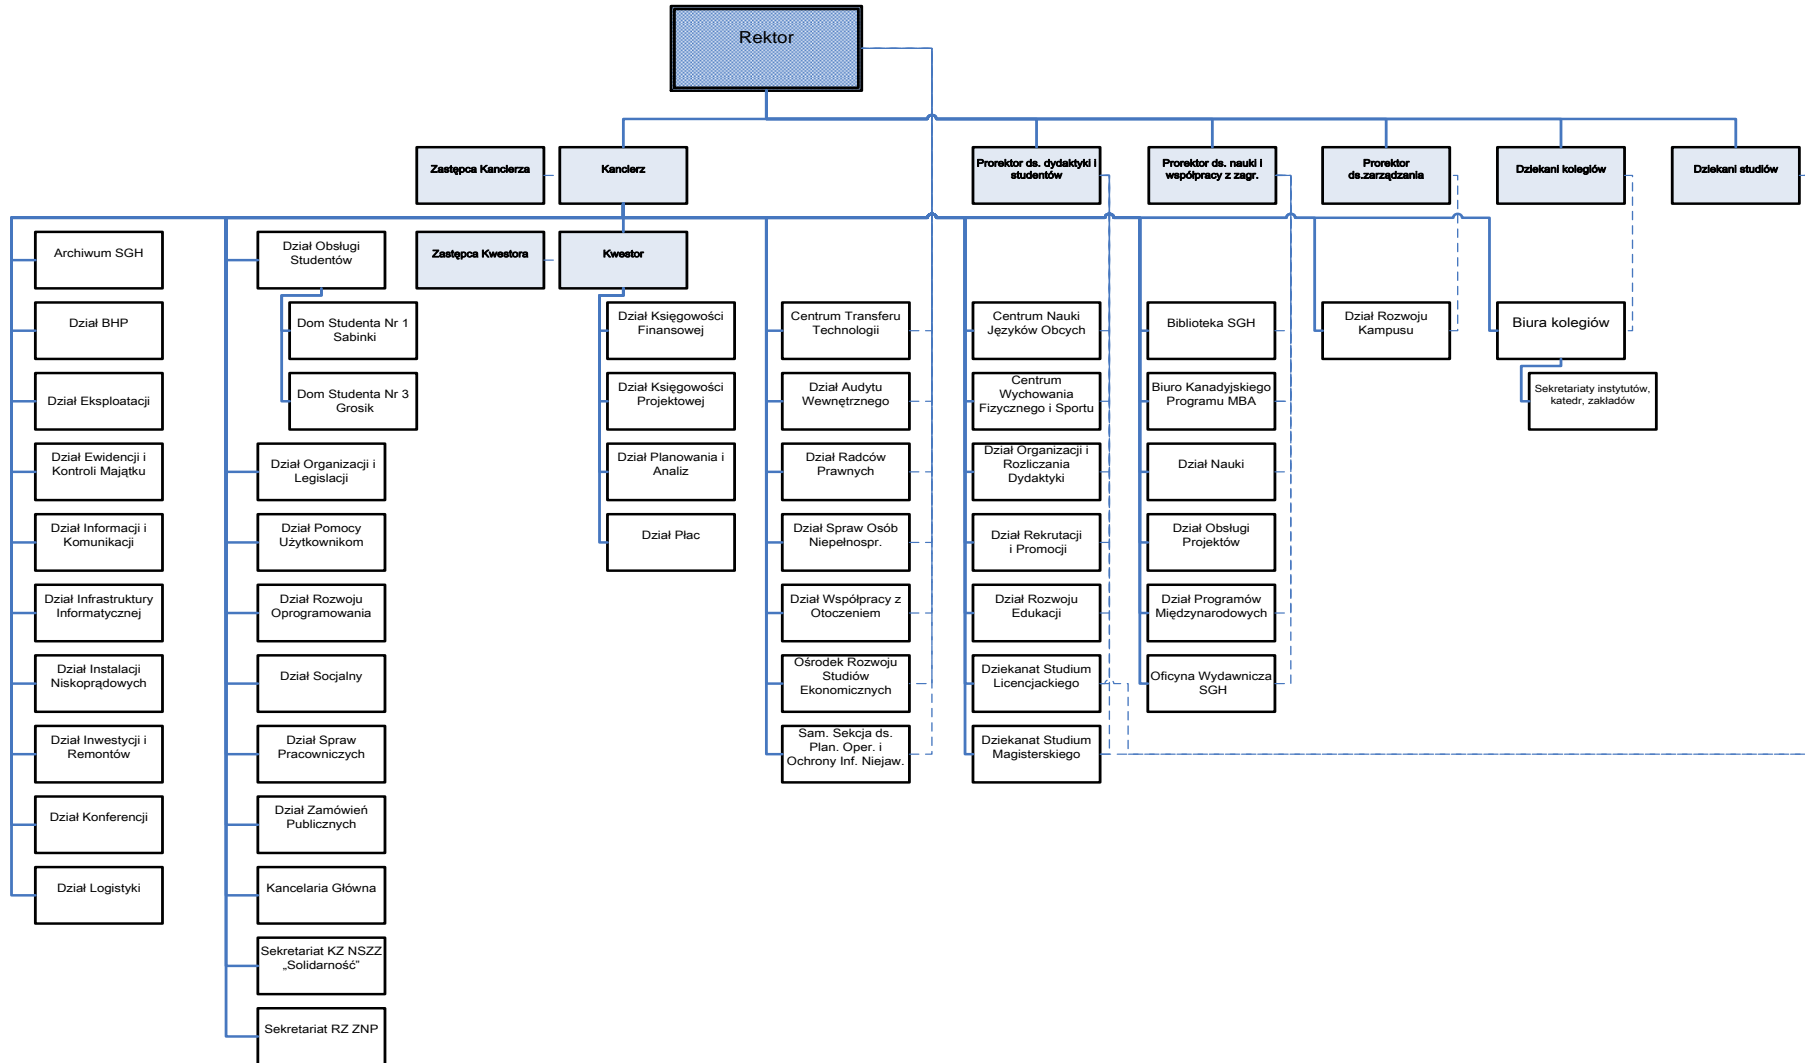 Rektor
Zastępca Kanclerza
Kanclerz
Prorektor ds. dydaktyki i
studentów
Prorektor ds. nauki i
współpracy z zagr.
Prorektor
ds.zarządzania
Dziekani kolegiów
Dziekani studiów
Archiwum SGH
Dział BHP
Dział Eksploatacji
Dział Ewidencji i
Kontroli Majątku
Dział Informacji i
Komunikacji
Dział Infrastruktury
Informatycznej
Dział Instalacji
Niskoprądowych
Dział Inwestycji i
Remontów
Dział Konferencji
Dział Logistyki
Dział Obsługi
Studentów
Dom Studenta Nr 1
Sabinki
Dom Studenta Nr 3
Grosik
Dział Organizacji i
Legislacji
Dział Pomocy
Użytkownikom
Dział Rozwoju
Oprogramowania
Dział Socjalny
Dział Spraw
Pracowniczych
Dział Zamówień
Publicznych
Kancelaria Główna
Sekretariat KZ NSZZ
„Solidarność”
Sekretariat RZ ZNP
Zastępca Kwestora
Kwestor
Dział Księgowości
Finansowej
Dział Księgowości
Projektowej
Dział Planowania i
Analiz
Dział Płac
Centrum Transferu
Technologii
Dział Audytu
Wewnętrznego
Dział Radców
Prawnych
Dział Spraw Osób
Niepełnospr.
Dział Współpracy z
Otoczeniem
Ośrodek Rozwoju
Studiów
Ekonomicznych
Sam. Sekcja ds.
Plan. Oper. i
Ochrony Inf. Niejaw.
Centrum Nauki
Języków Obcych
Centrum
Wychowania
Fizycznego i Sportu
Dział Organizacji i
Rozliczania
Dydaktyki
Dział Rekrutacji
i Promocji
Dział Rozwoju
Edukacji
Dziekanat Studium
Licencjackiego
Dziekanat Studium
Magisterskiego
Biblioteka SGH
Biuro Kanadyjskiego
Programu MBA
Dział Nauki
Dział Obsługi
Projektów
Dział Programów
Międzynarodowych
Oficyna Wydawnicza
SGH
Dział Rozwoju
Kampusu
Biura kolegiów
Sekretariaty instytutów,
katedr, zakładów